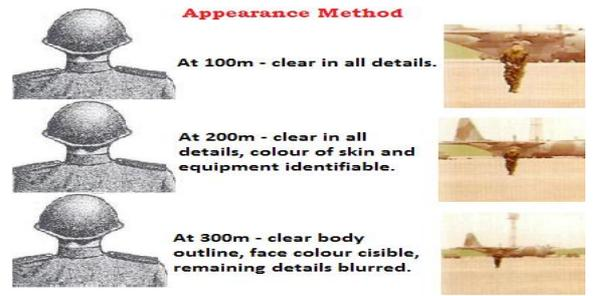 Appearance Method
At 100m - clear in all details.
At 200m - clear in all
details, colour of skin and
equipment identifiable.
At 300m - clear body
outline, face colour cisible,
remaining details blurred.